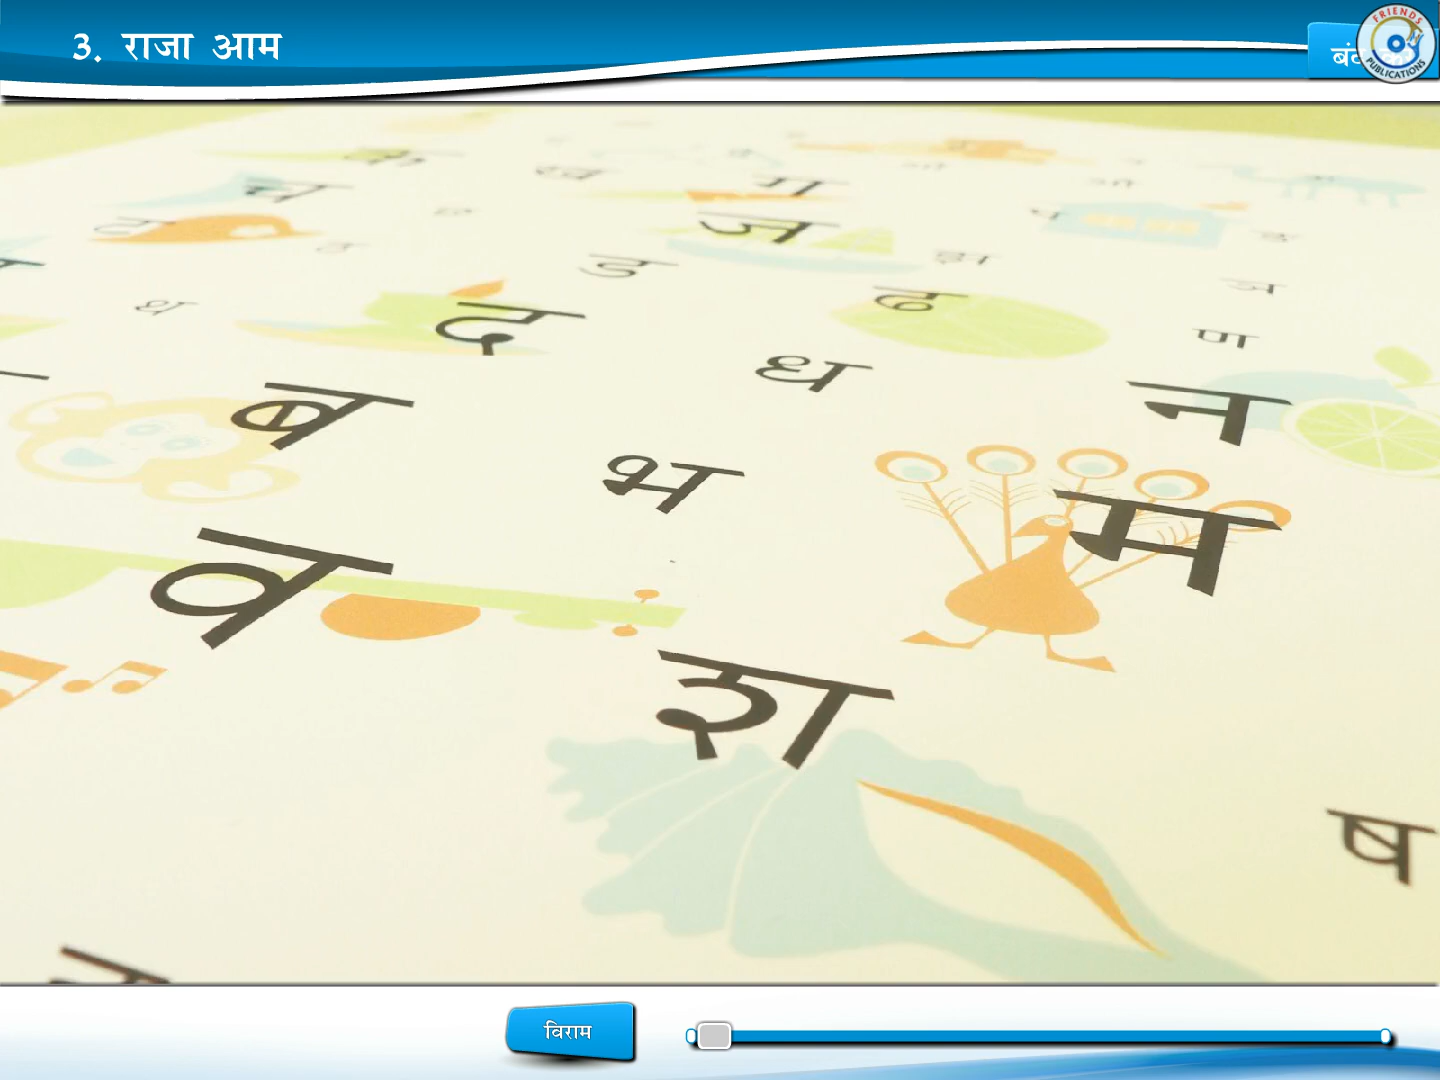 3. राजा आम
FRIENDS PUBLICATIONS
ग
ज
झ
ड
ढ
थ
द
ध
ण
न
ब
भ
म
व
श
ष
विराम